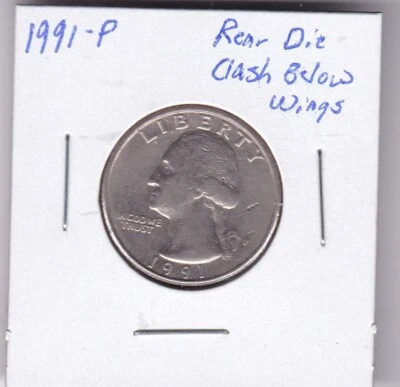 1991-P
Rear Die
Clash Below
Wings
LIBERTY
IN GOD WE
TRUST
1991